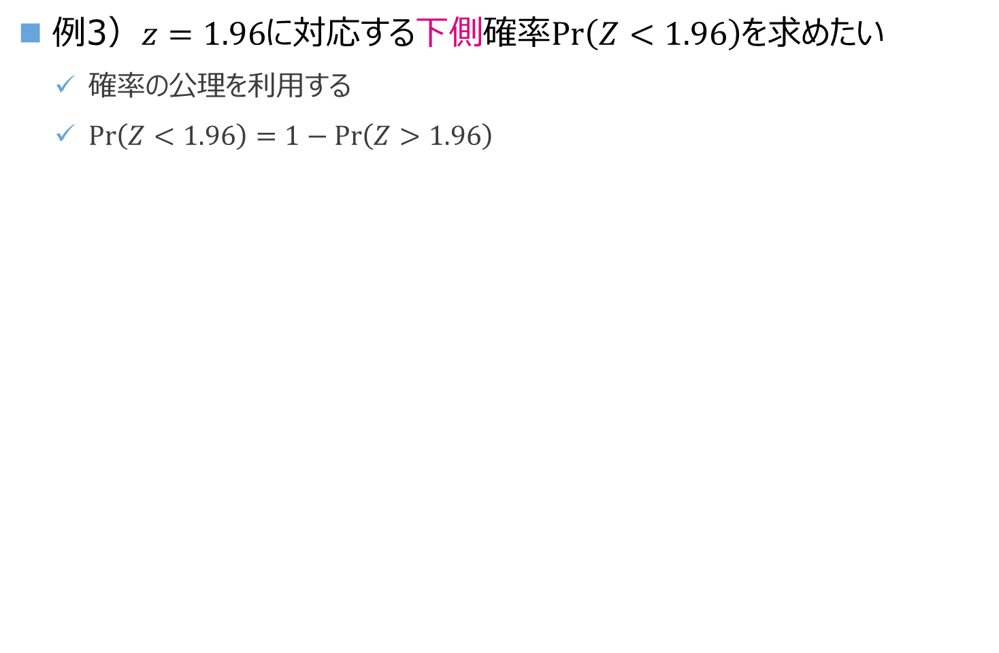 例3）z = 1.96に対応する下側確率Pr(Z < 1.96)を求めたい
確率の公理を利用する
Pr(Z < 1.96) = 1 − Pr(Z > 1.96)